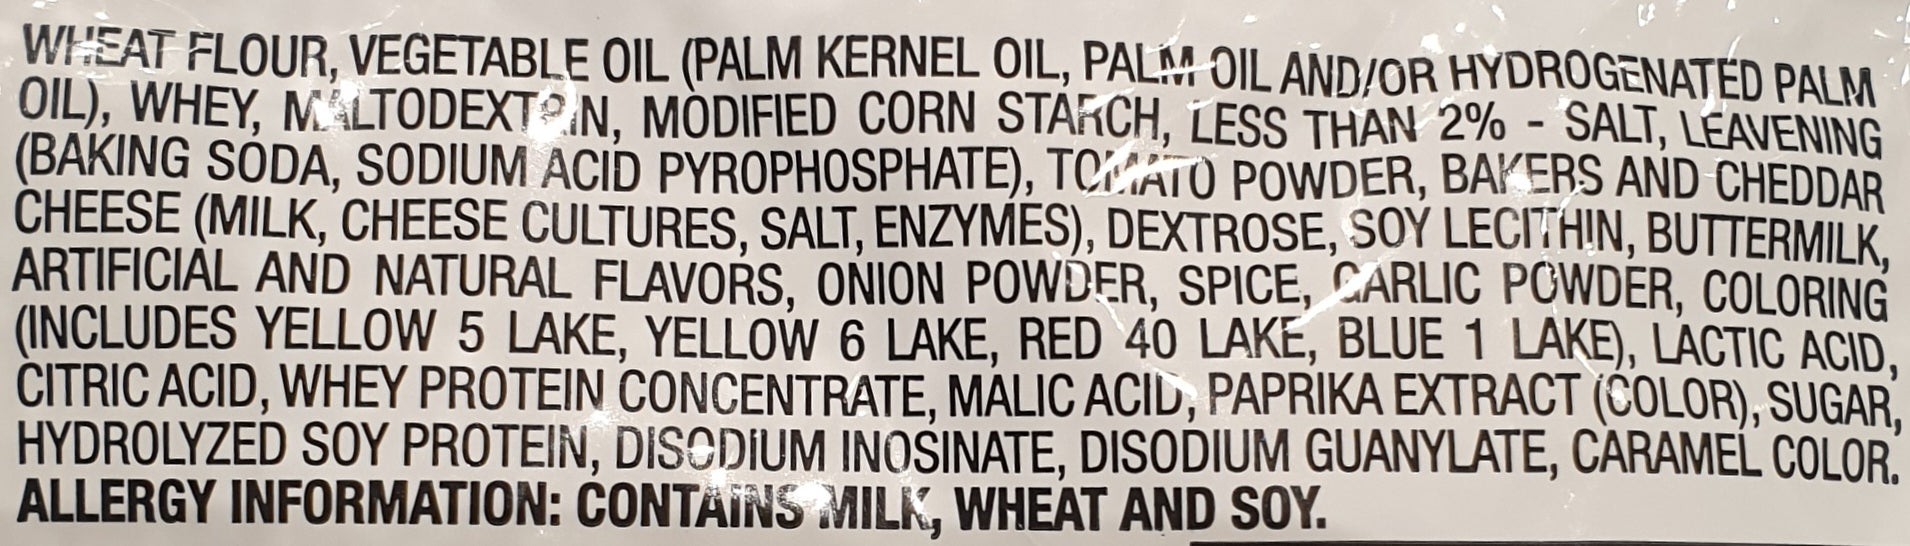 WHEAT FLOUR, VEGETABLE OIL (PALM KERNEL OIL, PALM OIL AND/OR HYDROGENATED PALM
OIL), WHEY, MALTODEXTRIN, MODIFIED CORN STARCH, LESS THAN 2% - SALT, LEAVENING
(BAKING SODA, SODIUM ACID PYROPHOSPHATE), TOMATO POWDER, BAKERS AND CHEDDAR
CHEESE (MILK, CHEESE CULTURES, SALT, ENZYMES), DEXTROSE, SOY LECITHIN, BUTTERMILK,
ARTIFICIAL AND NATURAL FLAVORS, ONION POWDER, SPICE, GARLIC POWDER, COLORING
(INCLUDES YELLOW 5 LAKE, YELLOW 6 LAKE, RED 40 LAKE, BLUE 1 LAKE), LACTIC ACID,
CITRIC ACID, WHEY PROTEIN CONCENTRATE, MALIC ACID, PAPRIKA EXTRACT (COLOR), SUGAR,
HYDROLYZED SOY PROTEIN, DISODIUM INOSINATE, DISODIUM GUANYLATE, CARAMEL COLOR.
ALLERGY INFORMATION: CONTAINS MILK, WHEAT AND SOY.